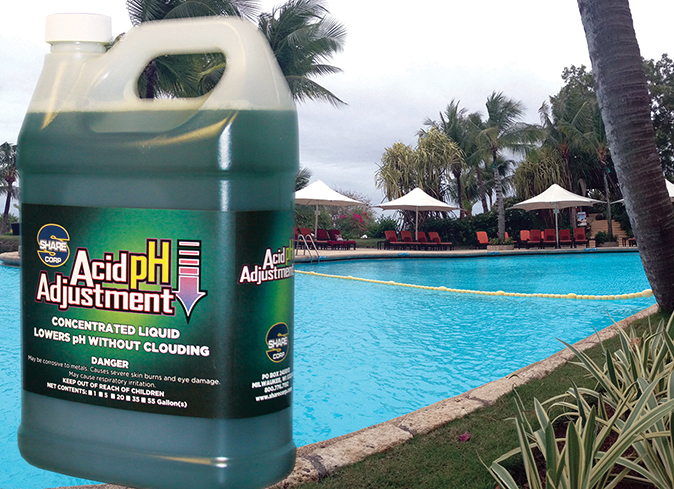 SHARE
CORP
Acid pH
Adjustment
CONCENTRATED LIQUID
LOWERS pH WITHOUT CLOUDING
DANGER
May be corrosive to metals. Causes severe skin burns and eye damage.
May cause respiratory irritation.
KEEP OUT OF REACH OF CHILDREN
NET CONTENTS: ■ 1 ■ 5 ■ 20 ■ 35 ■ 55 Gallon(s)
Acid pH
Adjustment
SHARE
CORP
PO BOX
MILWAUKEE, WI
800.776.
www.sharecorp.